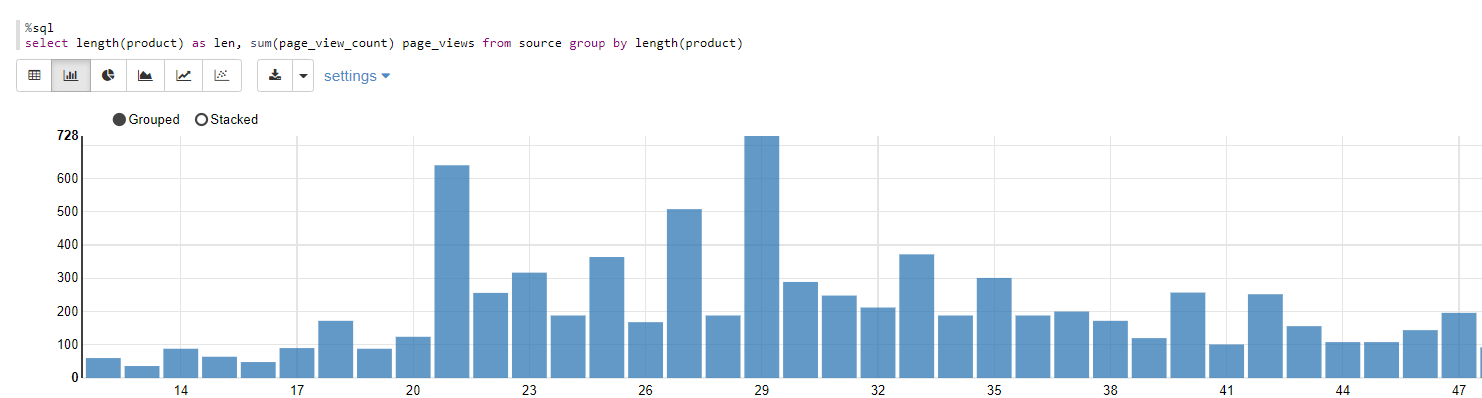 %sql
select length(product) as len, sum(page_view_count) page_views from source group by length(product)
settings
Grouped Stacked
728
600
500
400
300
200
100
0
14 17 20 23 26 29 32 35 38 41 44 47